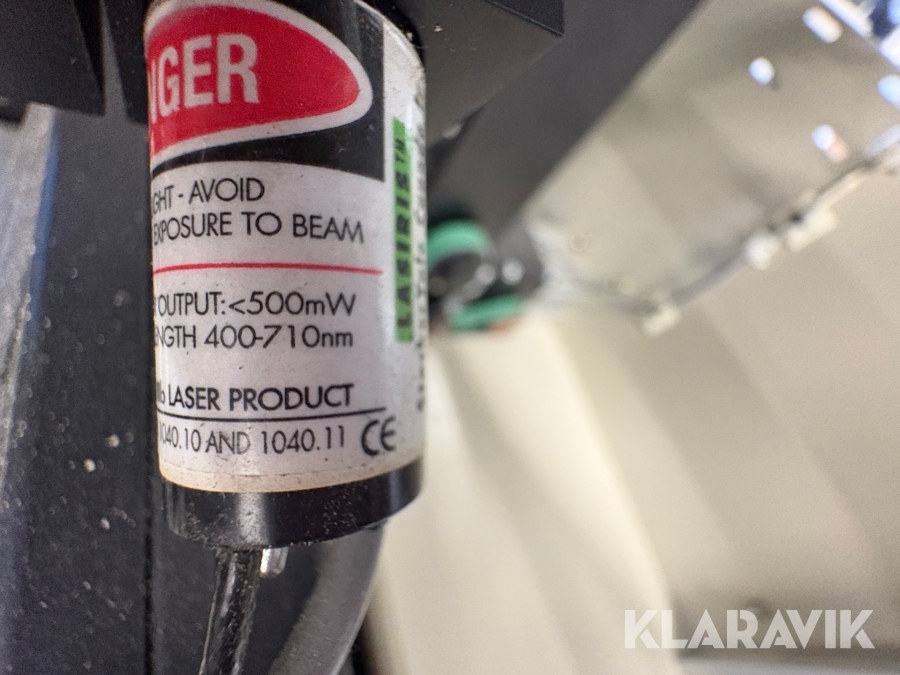 NGER
GHT - AVOID
EXPOSURE TO BEAM
OUTPUT:<500mW
NGTH 400-710nm
LASER PRODUCT
1040.10 AND 1040.11 CE
LASIRIS™
KLARAVIK